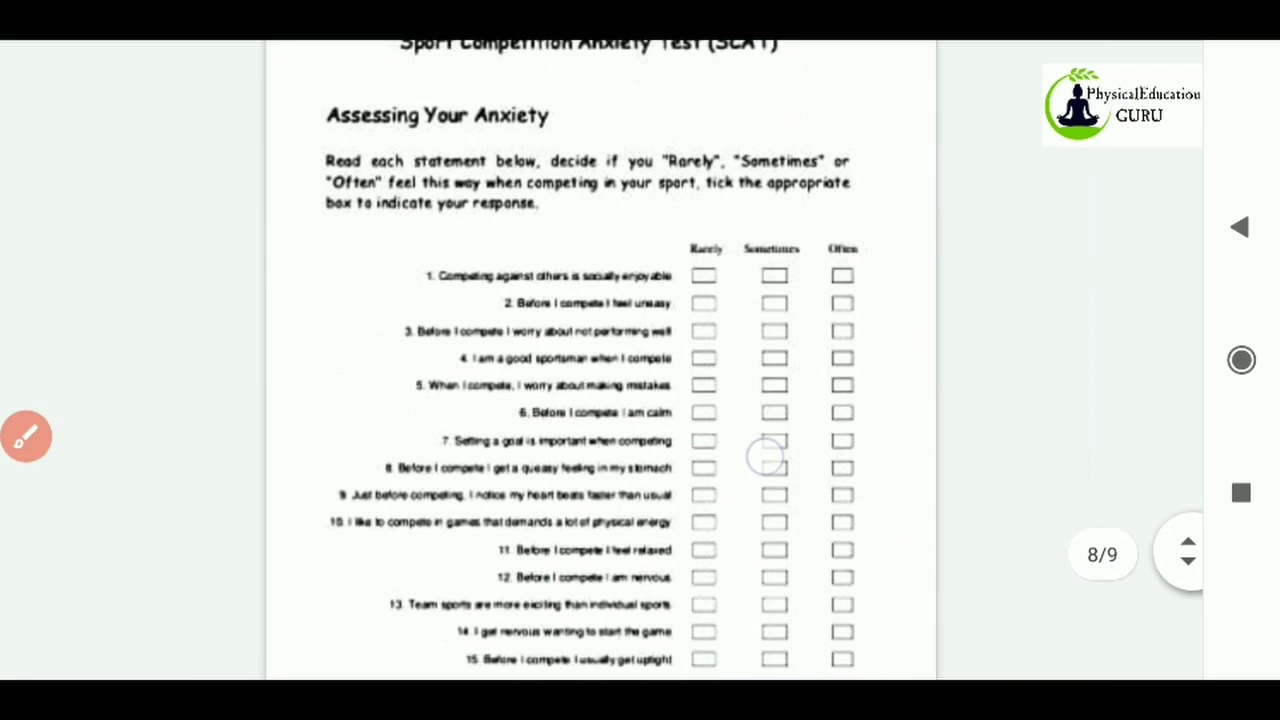 Sport Competition Anxiety Test (SCAT)
PhysicalEducation
GURU
Assessing Your Anxiety
Read each statement below, decide if you "Rarely", "Sometimes" or
"Often" feel this way when competing in your sport, tick the appropriate
box to indicate your response.
Rarely Sometimes Often
1. Competing against others is socially enjoyable
2. Before I compete I feel uneasy
3. Before I compete I worry about not performing well
4. I am a good sportsman when I compete
5. When I compete, I worry about making mistakes
6. Before I compete I am calm
7. Setting a goal is important when competing
8. Before I compete I get a queasy feeling in my stomach
9. Just before competing, I notice my heart beats faster than usual
10. I like to compete in games that demands a lot of physical energy
11. Before I compete I feel relaxed
12. Before I compete I am nervous
13. Team sports are more exciting than individual sports
14. I get nervous wanting to start the game
15. Before I compete I usually get uptight
8/9